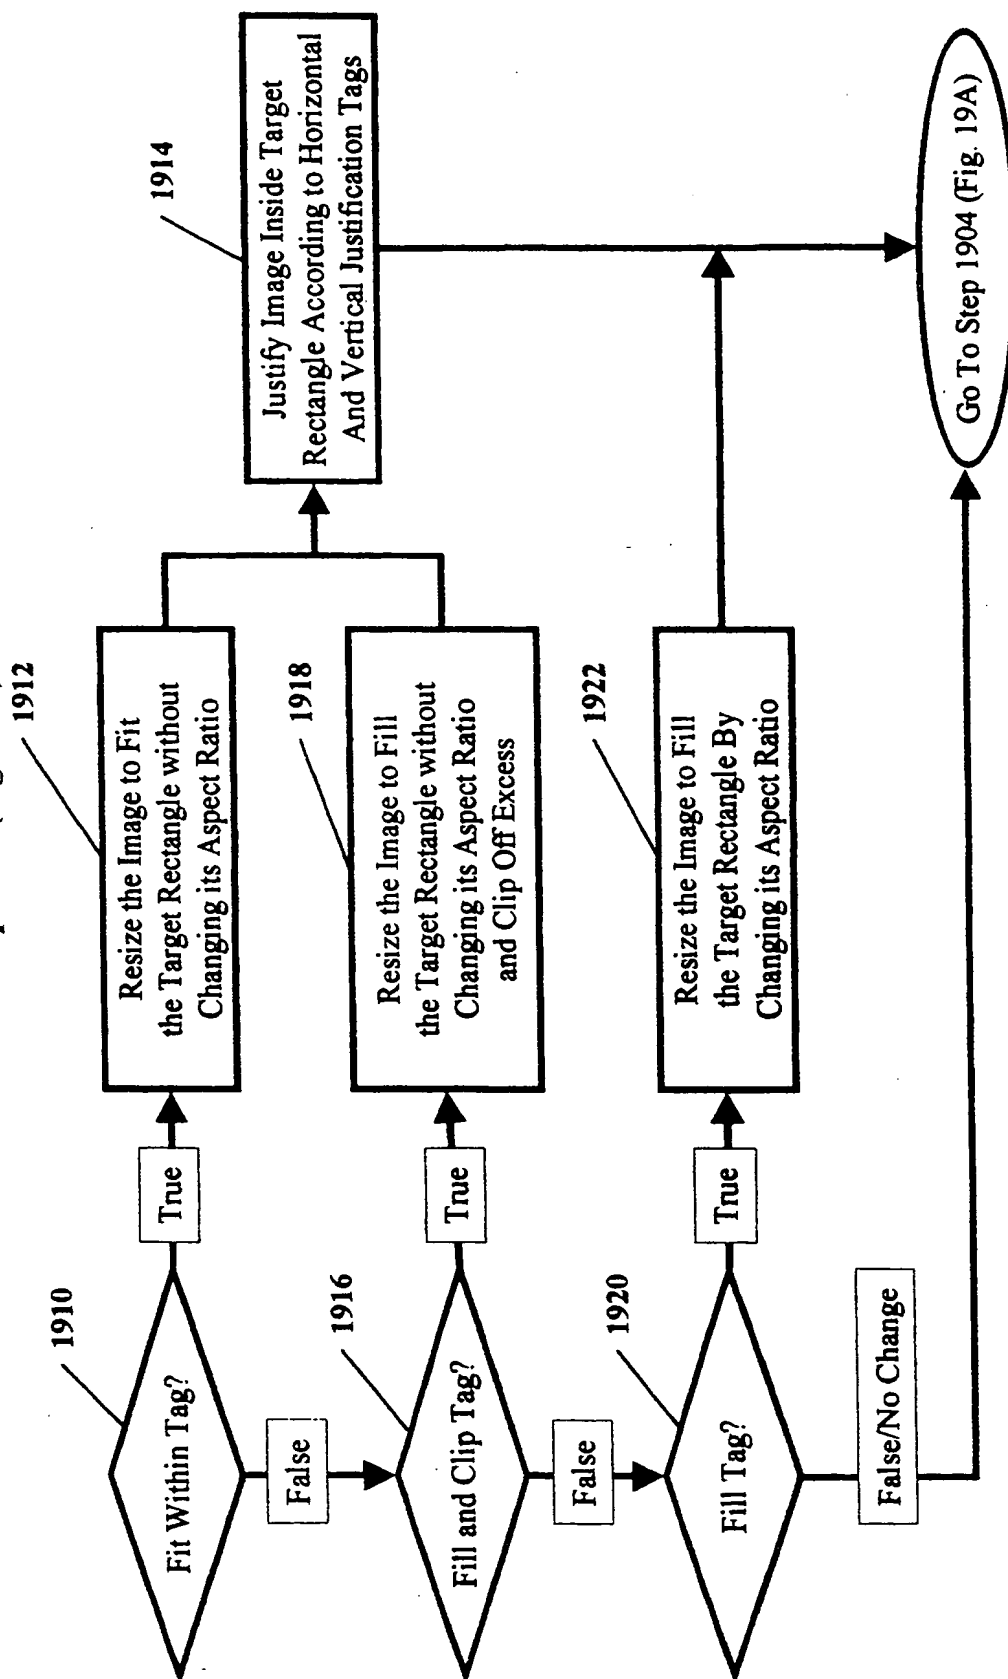 1910
Fit Within Tag?
True
1912
Resize the Image to Fit
the Target Rectangle without
Changing its Aspect Ratio
1914
Justify Image Inside Target
Rectangle According to Horizontal
And Vertical Justification Tags
False
1916
Fill and Clip Tag?
True
1918
Resize the Image to Fill
the Target Rectangle without
Changing its Aspect Ratio
and Clip Off Excess
False
1920
Fill Tag?
True
1922
Resize the Image to Fill
the Target Rectangle By
Changing its Aspect Ratio
False/No Change
Go To Step 1904 (Fig. 19A)